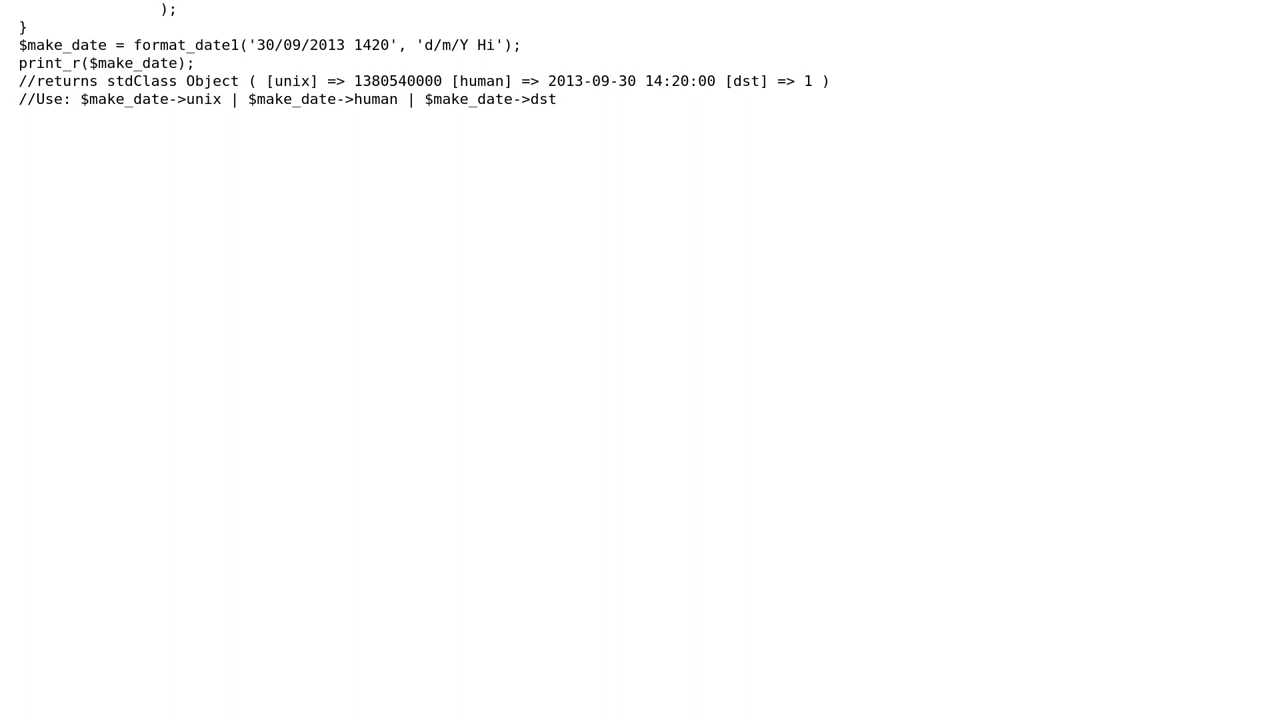 );
}
$make_date = format_date1('30/09/2013 1420', 'd/m/Y Hi');
print_r($make_date);
//returns stdClass Object ( [unix] => 1380540000 [human] => 2013-09-30 14:20:00 [dst] => 1 )
//Use: $make_date->unix | $make_date->human | $make_date->dst